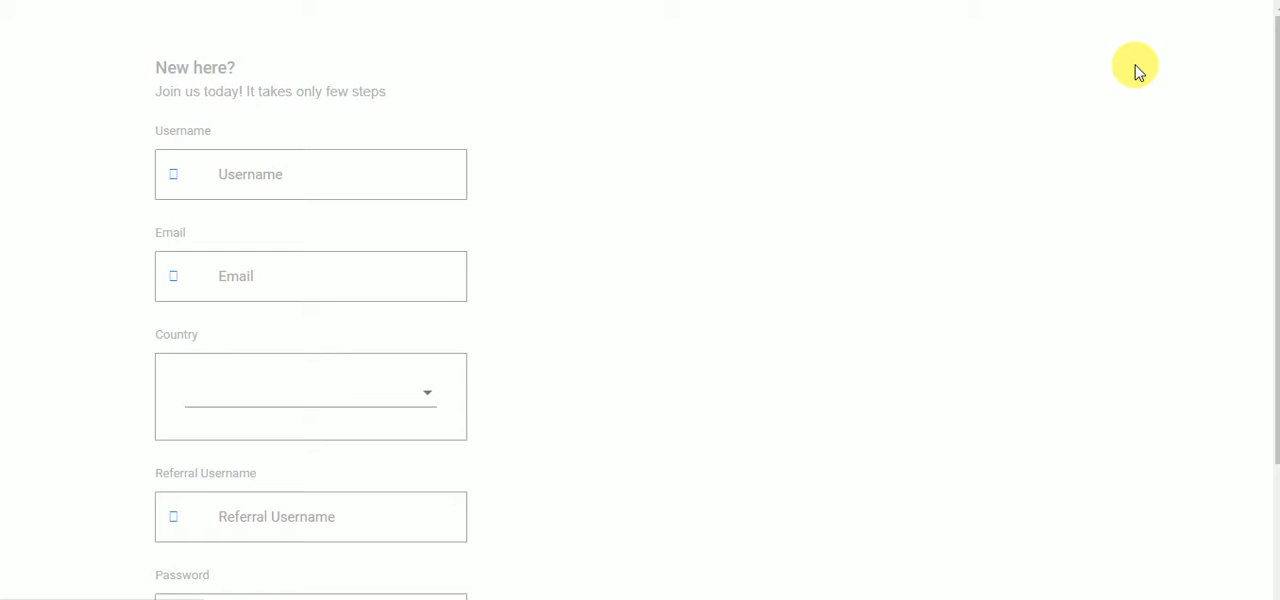 New here?
Join us today! It takes only few steps
Username
Username
Email
Email
Country
Referral Username
Referral Username
Password